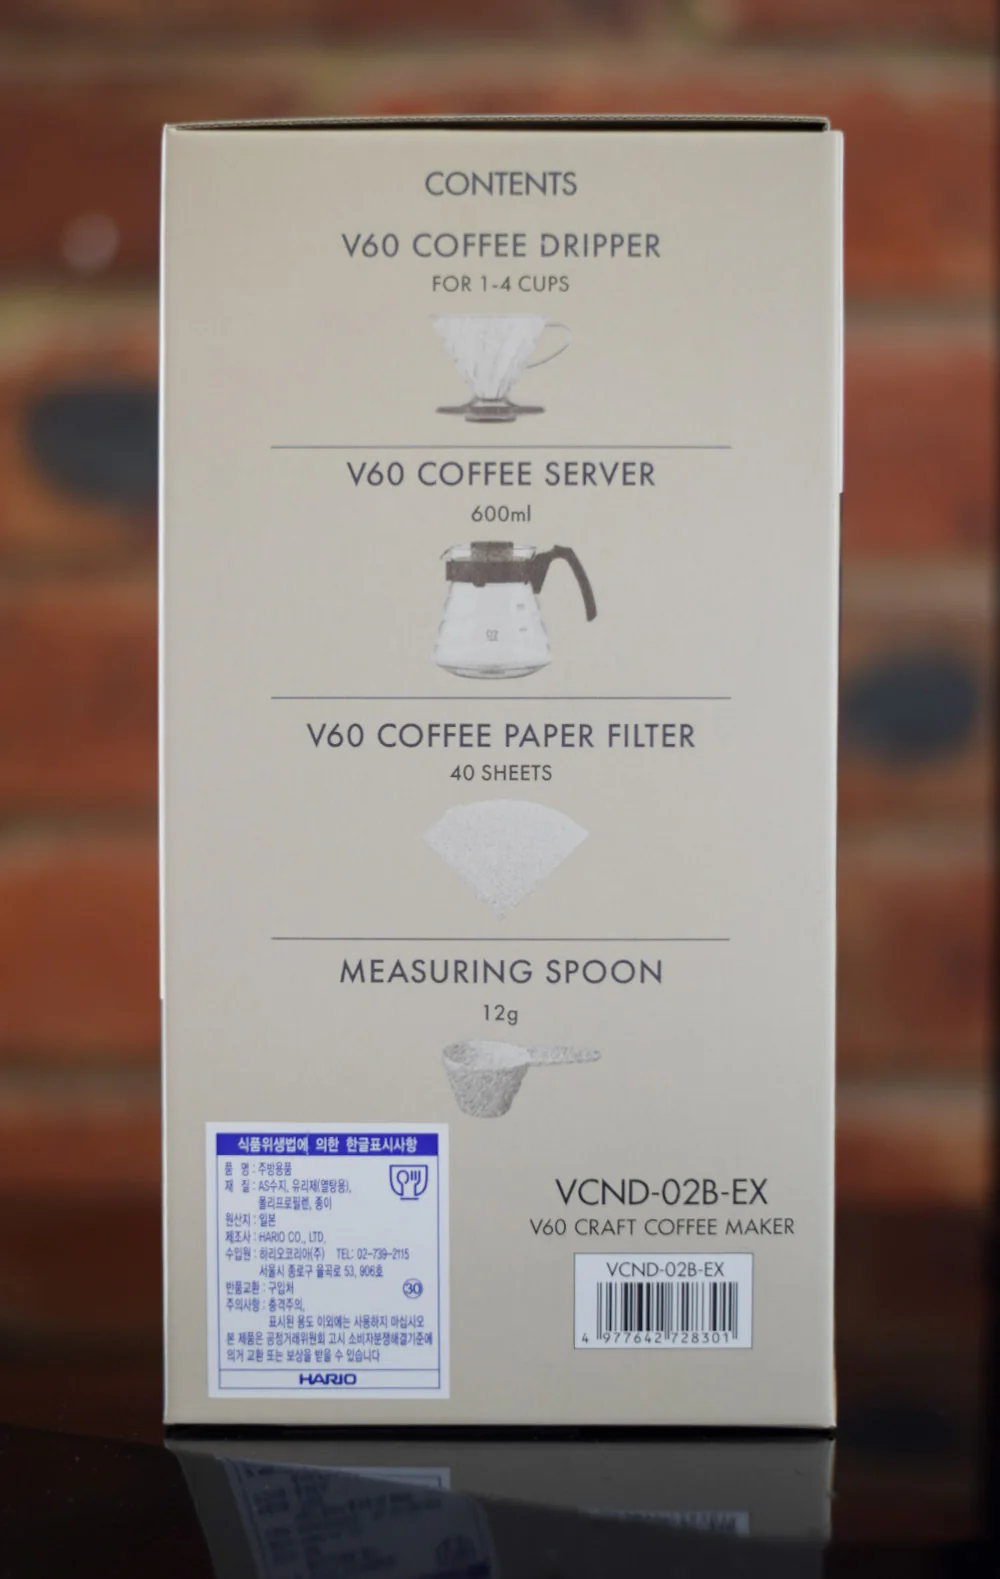 CONTENTS
V60 COFFEE DRIPPER
FOR 1-4 CUPS
V60 COFFEE SERVER
600ml
02
V60 COFFEE PAPER FILTER
40 SHEETS
MEASURING SPOON
12g
식품위생법에 의한 한글표시사항
품 명 : 주방용품
재 질 : AS수지, 유리제(열탕용),
폴리프로필렌, 종이
원산지 : 일본
제조사 : HARIO CO., LTD.
수입원 : 하리오코리아(주) TEL: 02-739-2115
서울시 종로구 율곡로 53, 906호
반품교환 : 구입처
30
주의사항 : 충격주의,
표시된 용도 이외에는 사용하지 마십시오
본 제품은 공정거래위원회 고시 소비자분쟁해결기준에
의거 교환 또는 보상을 받을 수 있습니다
HARIO
VCND-02B-EX
V60 CRAFT COFFEE MAKER
VCND-02B-EX
4 977642 728301